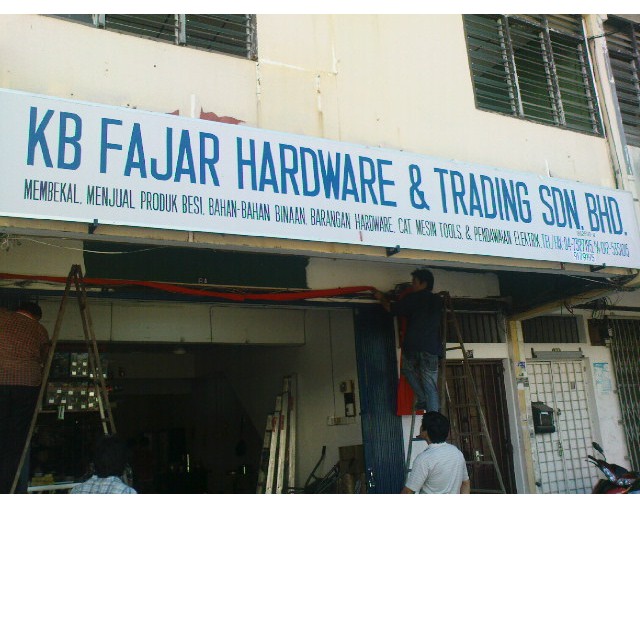 KB FAJAR HARDWARE & TRADING SDN. BHD.
MEMBEKAL, MENJUAL PRODUK BESI, BAHAN-BAHAN BINAAN, BARANGAN HARDWARE, CAT, MESIN TOOLS, & PENDAWAIAN ELEKTRIK.